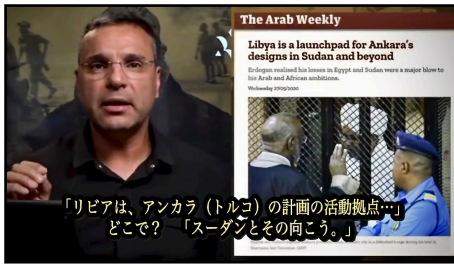 The Arab Weekly
Libya is a launchpad for Ankara's
designs in Sudan and beyond
Erdogan realised his losses in Egypt and Sudan were a major blow to
his Arab and African ambitions.
Wednesday 27/05/2020
「リビアは、アンカラ（トルコ）の計画の活動拠点…」
どこで？　「スーダンとその向こう。」